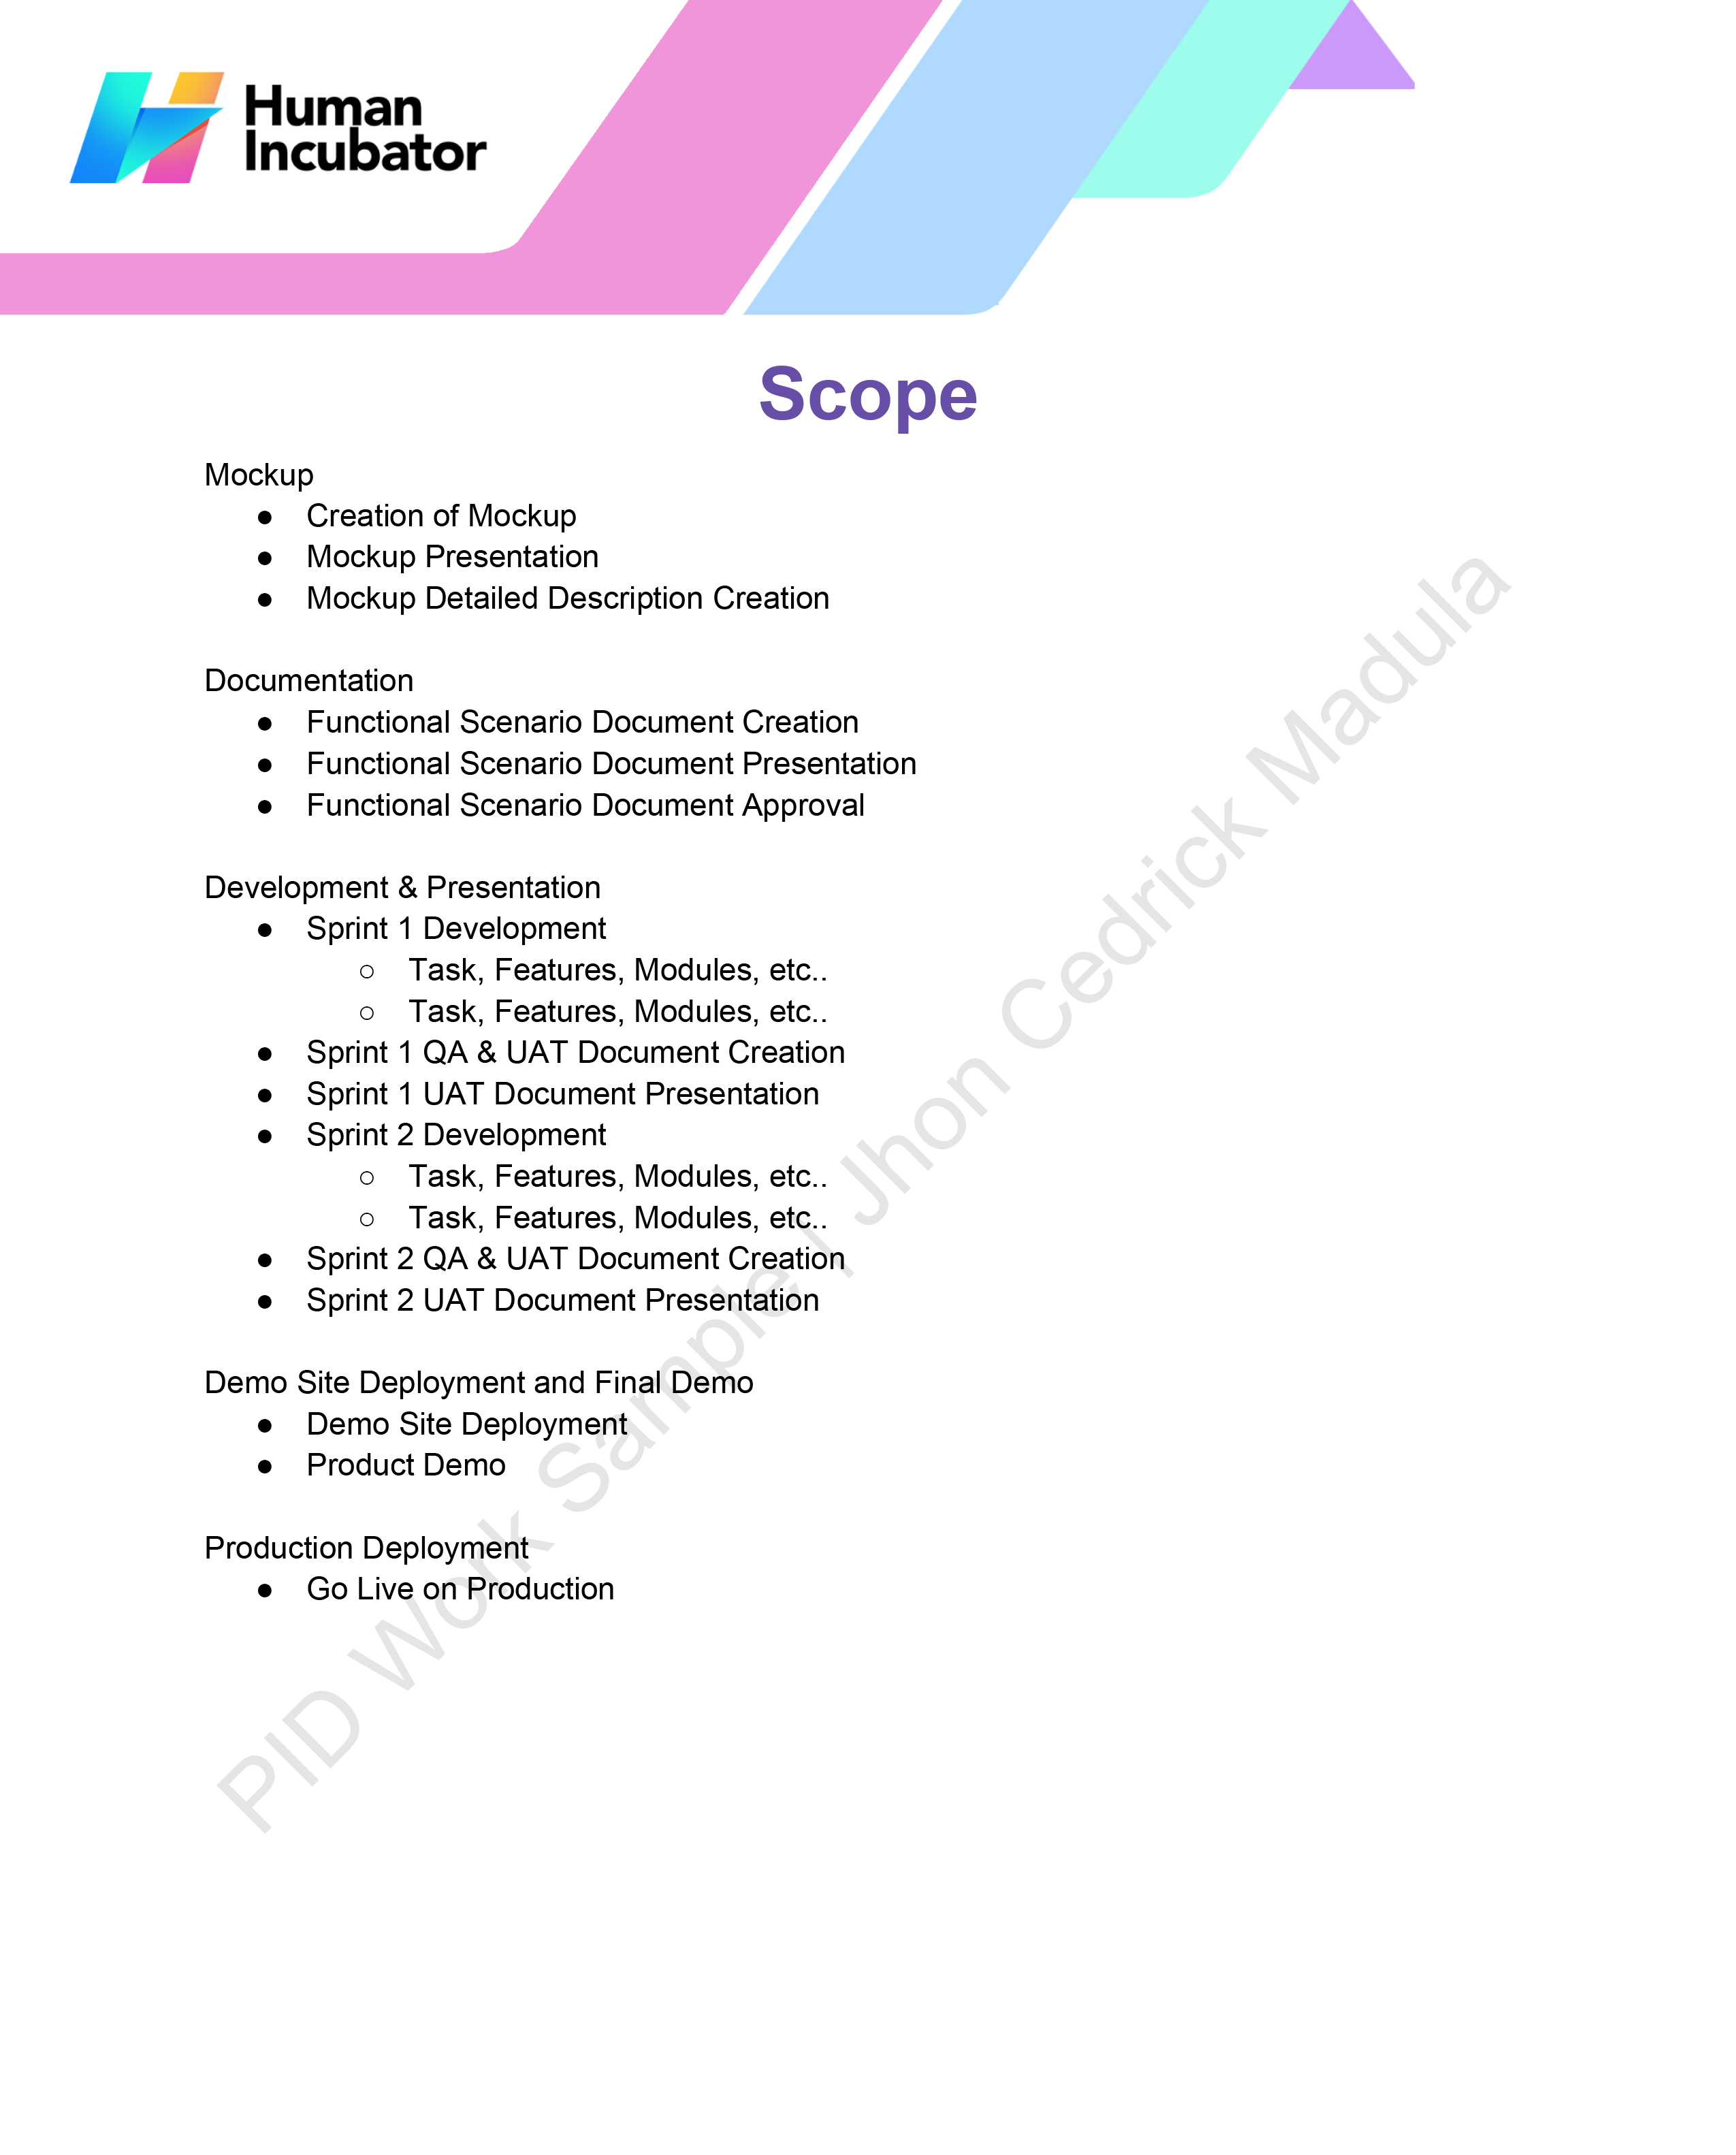 Human
Incubator
Scope
Mockup
● Creation of Mockup
● Mockup Presentation
● Mockup Detailed Description Creation
Documentation
● Functional Scenario Document Creation
● Functional Scenario Document Presentation
● Functional Scenario Document Approval
Development & Presentation
● Sprint 1 Development
○ Task, Features, Modules, etc..
○ Task, Features, Modules, etc..
● Sprint 1 QA & UAT Document Creation
● Sprint 1 UAT Document Presentation
● Sprint 2 Development
○ Task, Features, Modules, etc..
○ Task, Features, Modules, etc..
● Sprint 2 QA & UAT Document Creation
● Sprint 2 UAT Document Presentation
Demo Site Deployment and Final Demo
● Demo Site Deployment
● Product Demo
Production Deployment
● Go Live on Production
PID Work Sample | Jhon Cedrick Madula